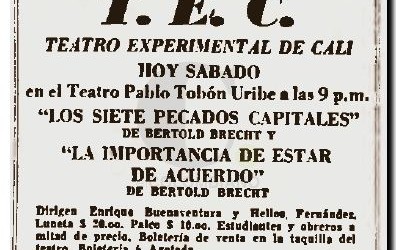 T. E. C.
TEATRO EXPERIMENTAL DE CALI
HOY SABADO
en el Teatro Pablo Tobón Uribe a las 9 p.m.
"LOS SIETE PECADOS CAPITALES"
DE BERTOLD BRECHT Y
"LA IMPORTANCIA DE ESTAR
DE ACUERDO"
DE BERTOLD BRECHT
Dirigen Enrique Buenaventura y Helios, Fernández.
Luneta $ 20.oo. Palco $ 10.oo. Estudiantes y obreros a
mitad de precio. Boletería de venta en la taquilla del
teatro. Boletería